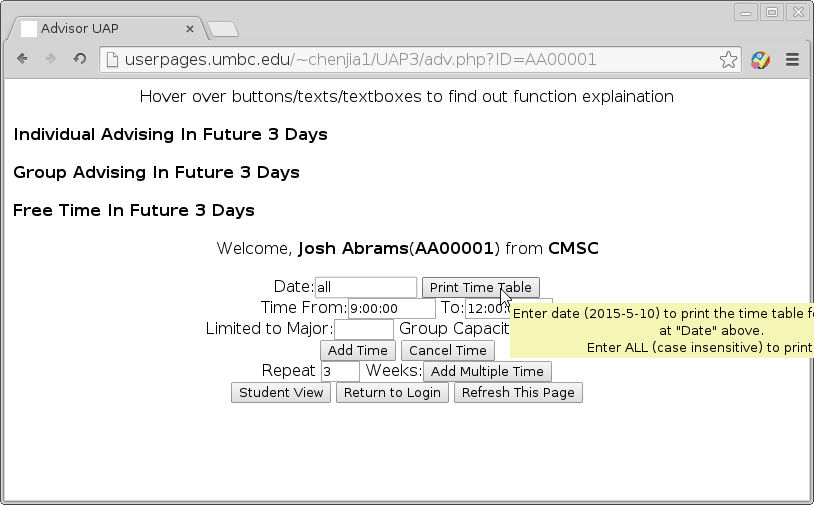 Advisor UAP
userpages.umbc.edu/~chenjia1/UAP3/adv.php?ID=AA00001
Hover over buttons/texts/textboxes to find out function explaination
Individual Advising In Future 3 Days
Group Advising In Future 3 Days
Free Time In Future 3 Days
Welcome, Josh Abrams(AA00001) from CMSC
Date: all Print Time Table
Time From: 9:00:00 To: 12:00:
Enter date (2015-5-10) to print the time table
Limited to Major: Group Capacit
at "Date" above.
Enter ALL (case insensitive) to print
Add Time Cancel Time
Repeat 3 Weeks: Add Multiple Time
Student View Return to Login Refresh This Page